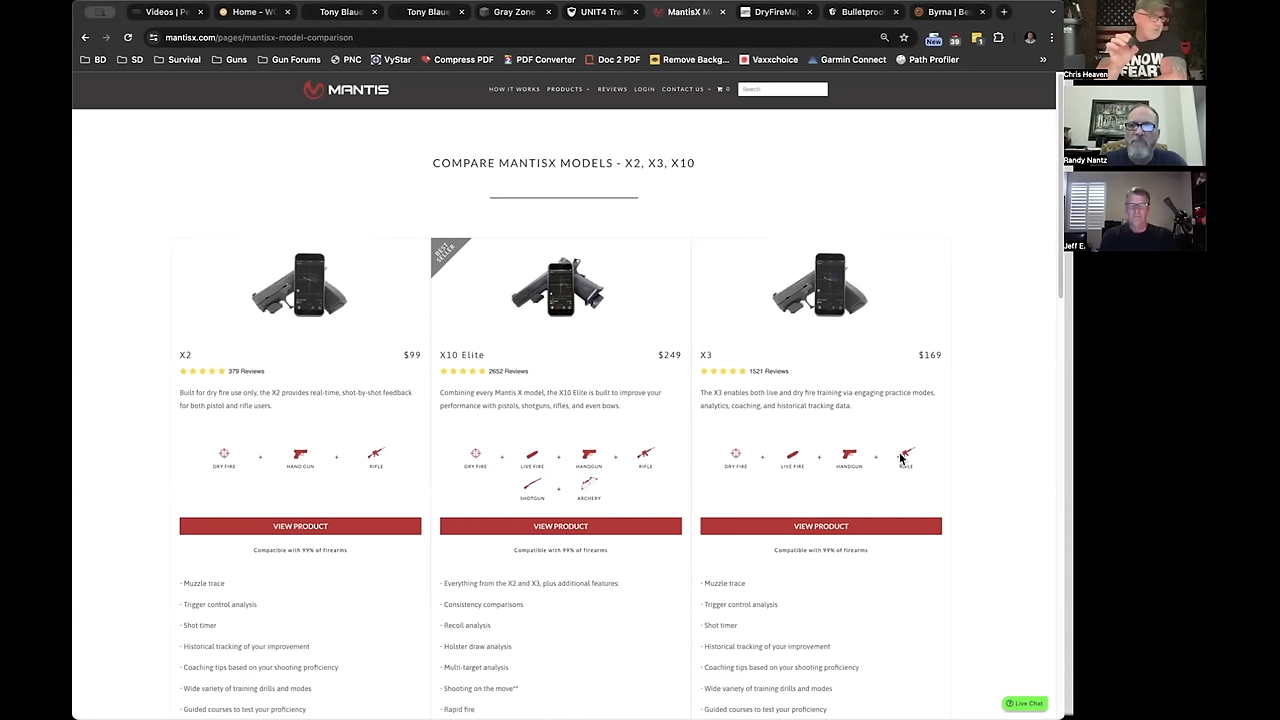 Videos | Pe
Home - WC
Tony Blaue
Tony Blaue
Gray Zone
UNIT4 Trai
MantisX M
DryFireMa
Bulletproof
Byrna | Be
mantisx.com/pages/mantisx-model-comparison
New
39
BD
SD
Survival
Guns
Gun Forums
PNC
VyStar
Compress PDF
PDF Converter
Doc 2 PDF
Remove Backg...
Vaxxchoice
Garmin Connect
Path Profiler
MANTIS
HOW IT WORKS PRODUCTS REVIEWS LOGIN CONTACT US 0 Search
COMPARE MANTISX MODELS - X2, X3, X10
BEST SELLER
X2 $99
379 Reviews
Built for dry fire use only, the X2 provides real-time, shot-by-shot feedback
for both pistol and rifle users.
DRY FIRE + HAND GUN + RIFLE
VIEW PRODUCT
Compatible with 99% of firearms
· Muzzle trace
· Trigger control analysis
· Shot timer
· Historical tracking of your improvement
· Coaching tips based on your shooting proficiency
· Wide variety of training drills and modes
· Guided courses to test your proficiency
X10 Elite $249
2652 Reviews
Combining every Mantis X model, the X10 Elite is built to improve your
performance with pistols, shotguns, rifles, and even bows.
DRY FIRE + LIVE FIRE + HANDGUN + RIFLE
SHOTGUN + ARCHERY
VIEW PRODUCT
Compatible with 99% of firearms
· Everything from the X2 and X3, plus additional features:
· Consistency comparisons
· Recoil analysis
· Holster draw analysis
· Multi-target analysis
· Shooting on the move**
· Rapid fire
X3 $169
1521 Reviews
The X3 enables both live and dry fire training via engaging practice modes,
analytics, coaching, and historical tracking data.
DRY FIRE + LIVE FIRE + HANDGUN + RIFLE
VIEW PRODUCT
Compatible with 99% of firearms
· Muzzle trace
· Trigger control analysis
· Shot timer
· Historical tracking of your improvement
· Coaching tips based on your shooting proficiency
· Wide variety of training drills and modes
· Guided courses to test your proficiency
Live Chat
KNOW
FEAR
Chris Heaven
Randy Nantz
Jeff E.